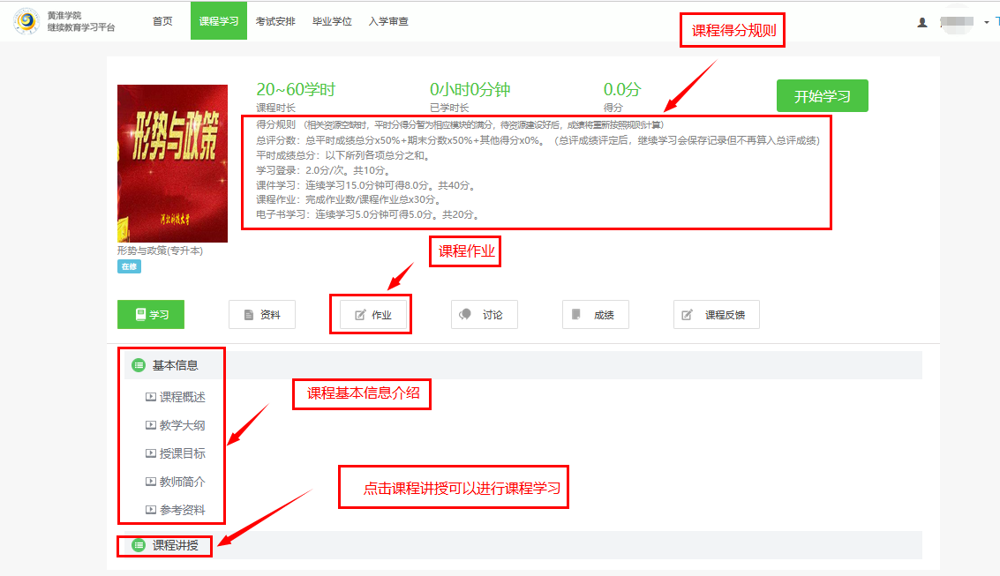 黄淮学院
继续教育学习平台
首页 课程学习 考试安排 毕业学位 入学审查
课程得分规则
20~60学时 0小时0分钟 0.0分 开始学习
课程时长 已学时长 得分
形势与政策
河北科技大学
得分规则 （相关资源空缺时，平时分得分暂为相应模块的满分，待资源建设好后，成绩将重新按照规则计算）
总评分数：总平时成绩总分x50%+期末分数x50%+其他得分x0%。（总评成绩评定后，继续学习会保存记录但不再算入总评成绩）
平时成绩总分：以下所列各项总分之和。
学习登录：2.0分/次。共10分。
课件学习：连续学习15.0分钟可得8.0分。共40分。
课程作业：完成作业数/课程作业总x30分。
电子书学习：连续学习5.0分钟可得5.0分。共20分。
形势与政策(专升本)
在修
课程作业
学习 资料 作业 讨论 成绩 课程反馈
基本信息
课程概述
教学大纲
授课目标
教师简介
参考资料
课程基本信息介绍
点击课程讲授可以进行课程学习
课程讲授